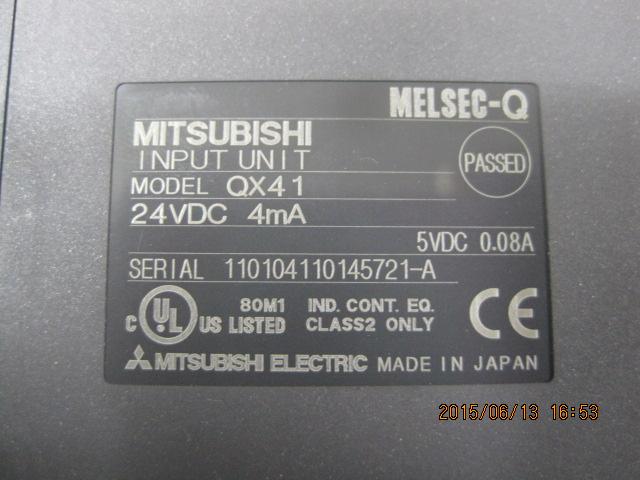 MELSEC-Q
MITSUBISHI
INPUT UNIT
PASSED
MODEL QX41
24VDC 4mA
5VDC 0.08A
SERIAL 110104110145721-A
C UL US LISTED
80M1 IND. CONT. EQ.
CLASS2 ONLY
CE
MITSUBISHI ELECTRIC MADE IN JAPAN
2015/06/13 16:53